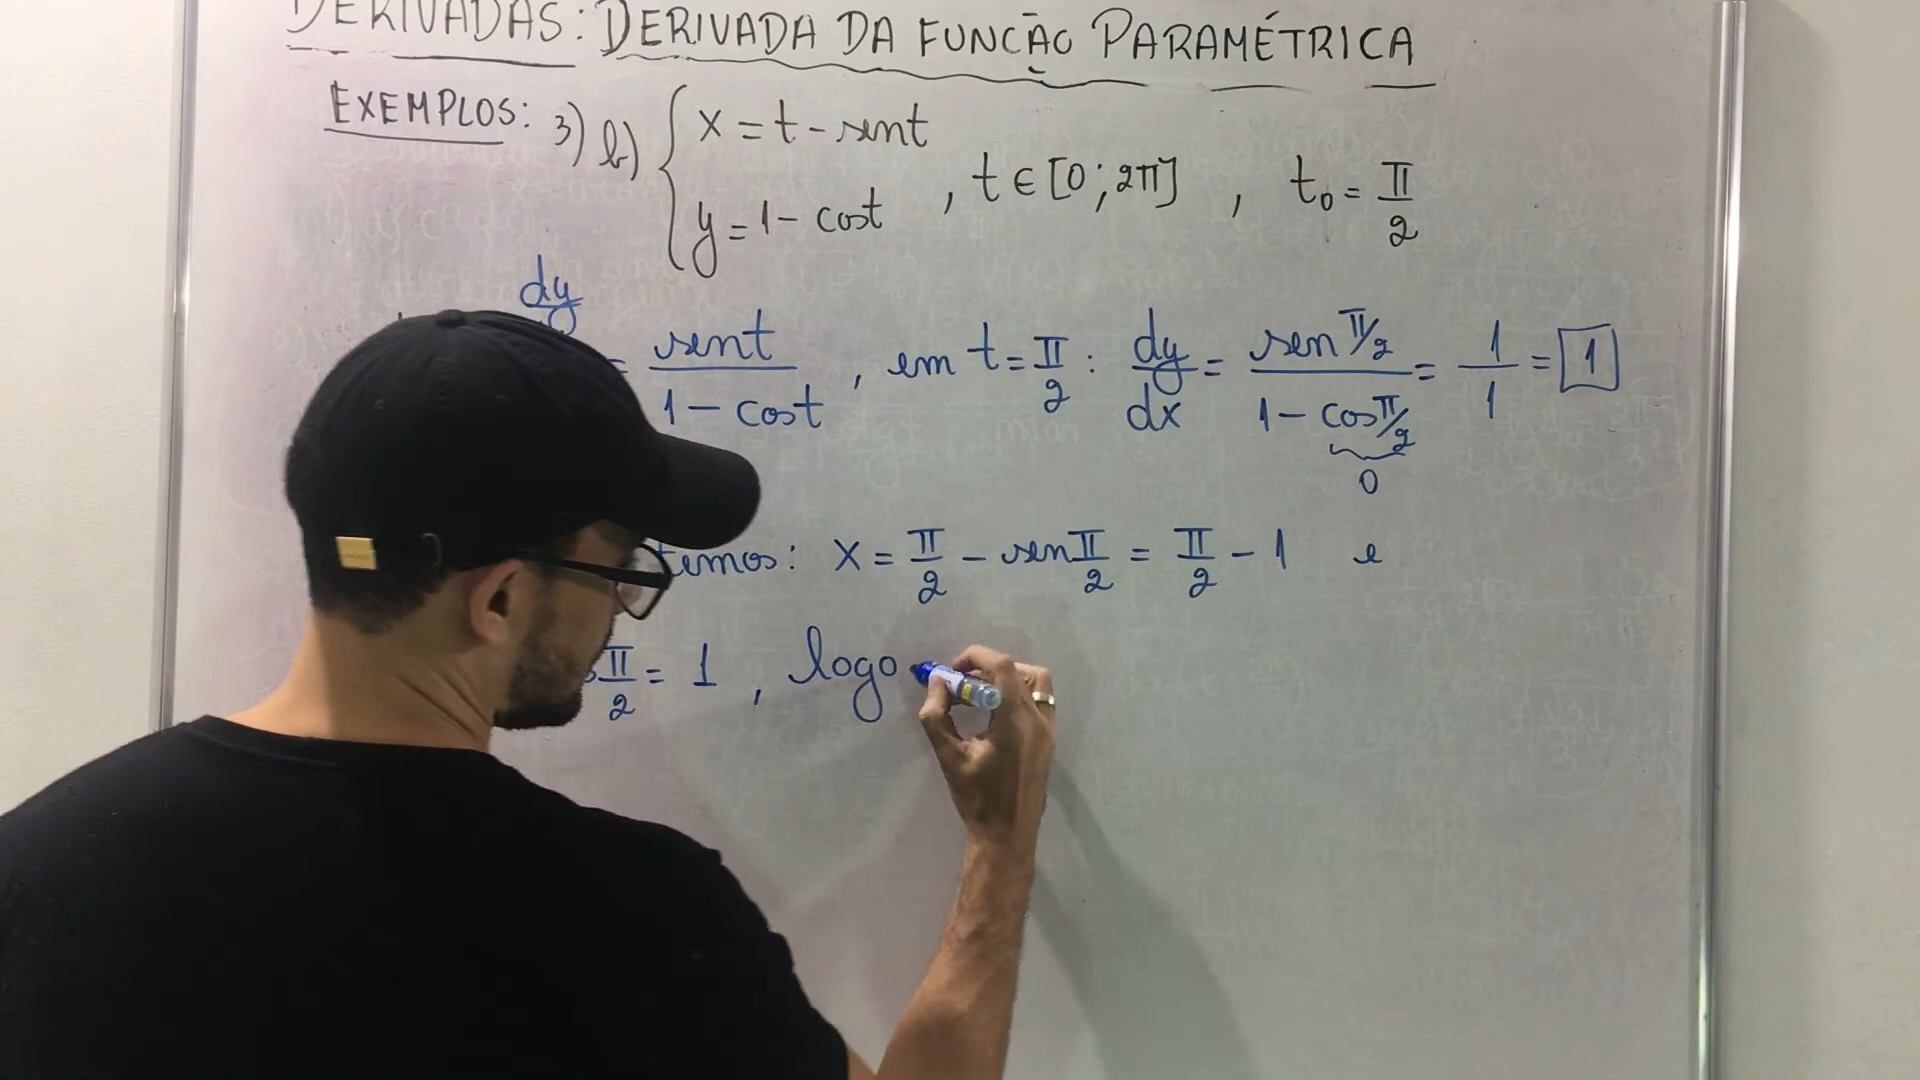 DERIVADAS: DERIVADA DA FUNÇÃO PARAMÉTRICA
EXEMPLOS: 3) b) { x = t - sent
y = 1 - cost , t ∈ [0; 2π] , t₀ = π/2
dy
= sent / 1 - cost , em t = π/2 : dy/dx = sen π/2 / 1 - cos π/2 = 1/1 = 1
0
temos: x = π/2 - sen π/2 = π/2 - 1 e
π/2 = 1 , logo